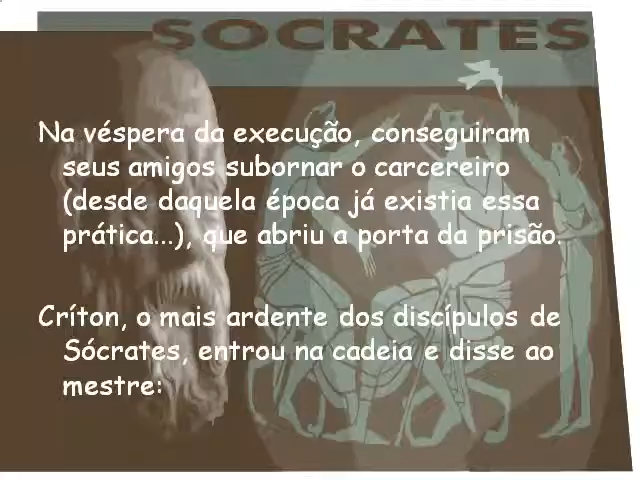 SOCRATES
Na véspera da execução, conseguiram
seus amigos subornar o carcereiro
(desde daquela época já existia essa
prática...), que abriu a porta da prisão.
Críton, o mais ardente dos discípulos de
Sócrates, entrou na cadeia e disse ao
mestre: